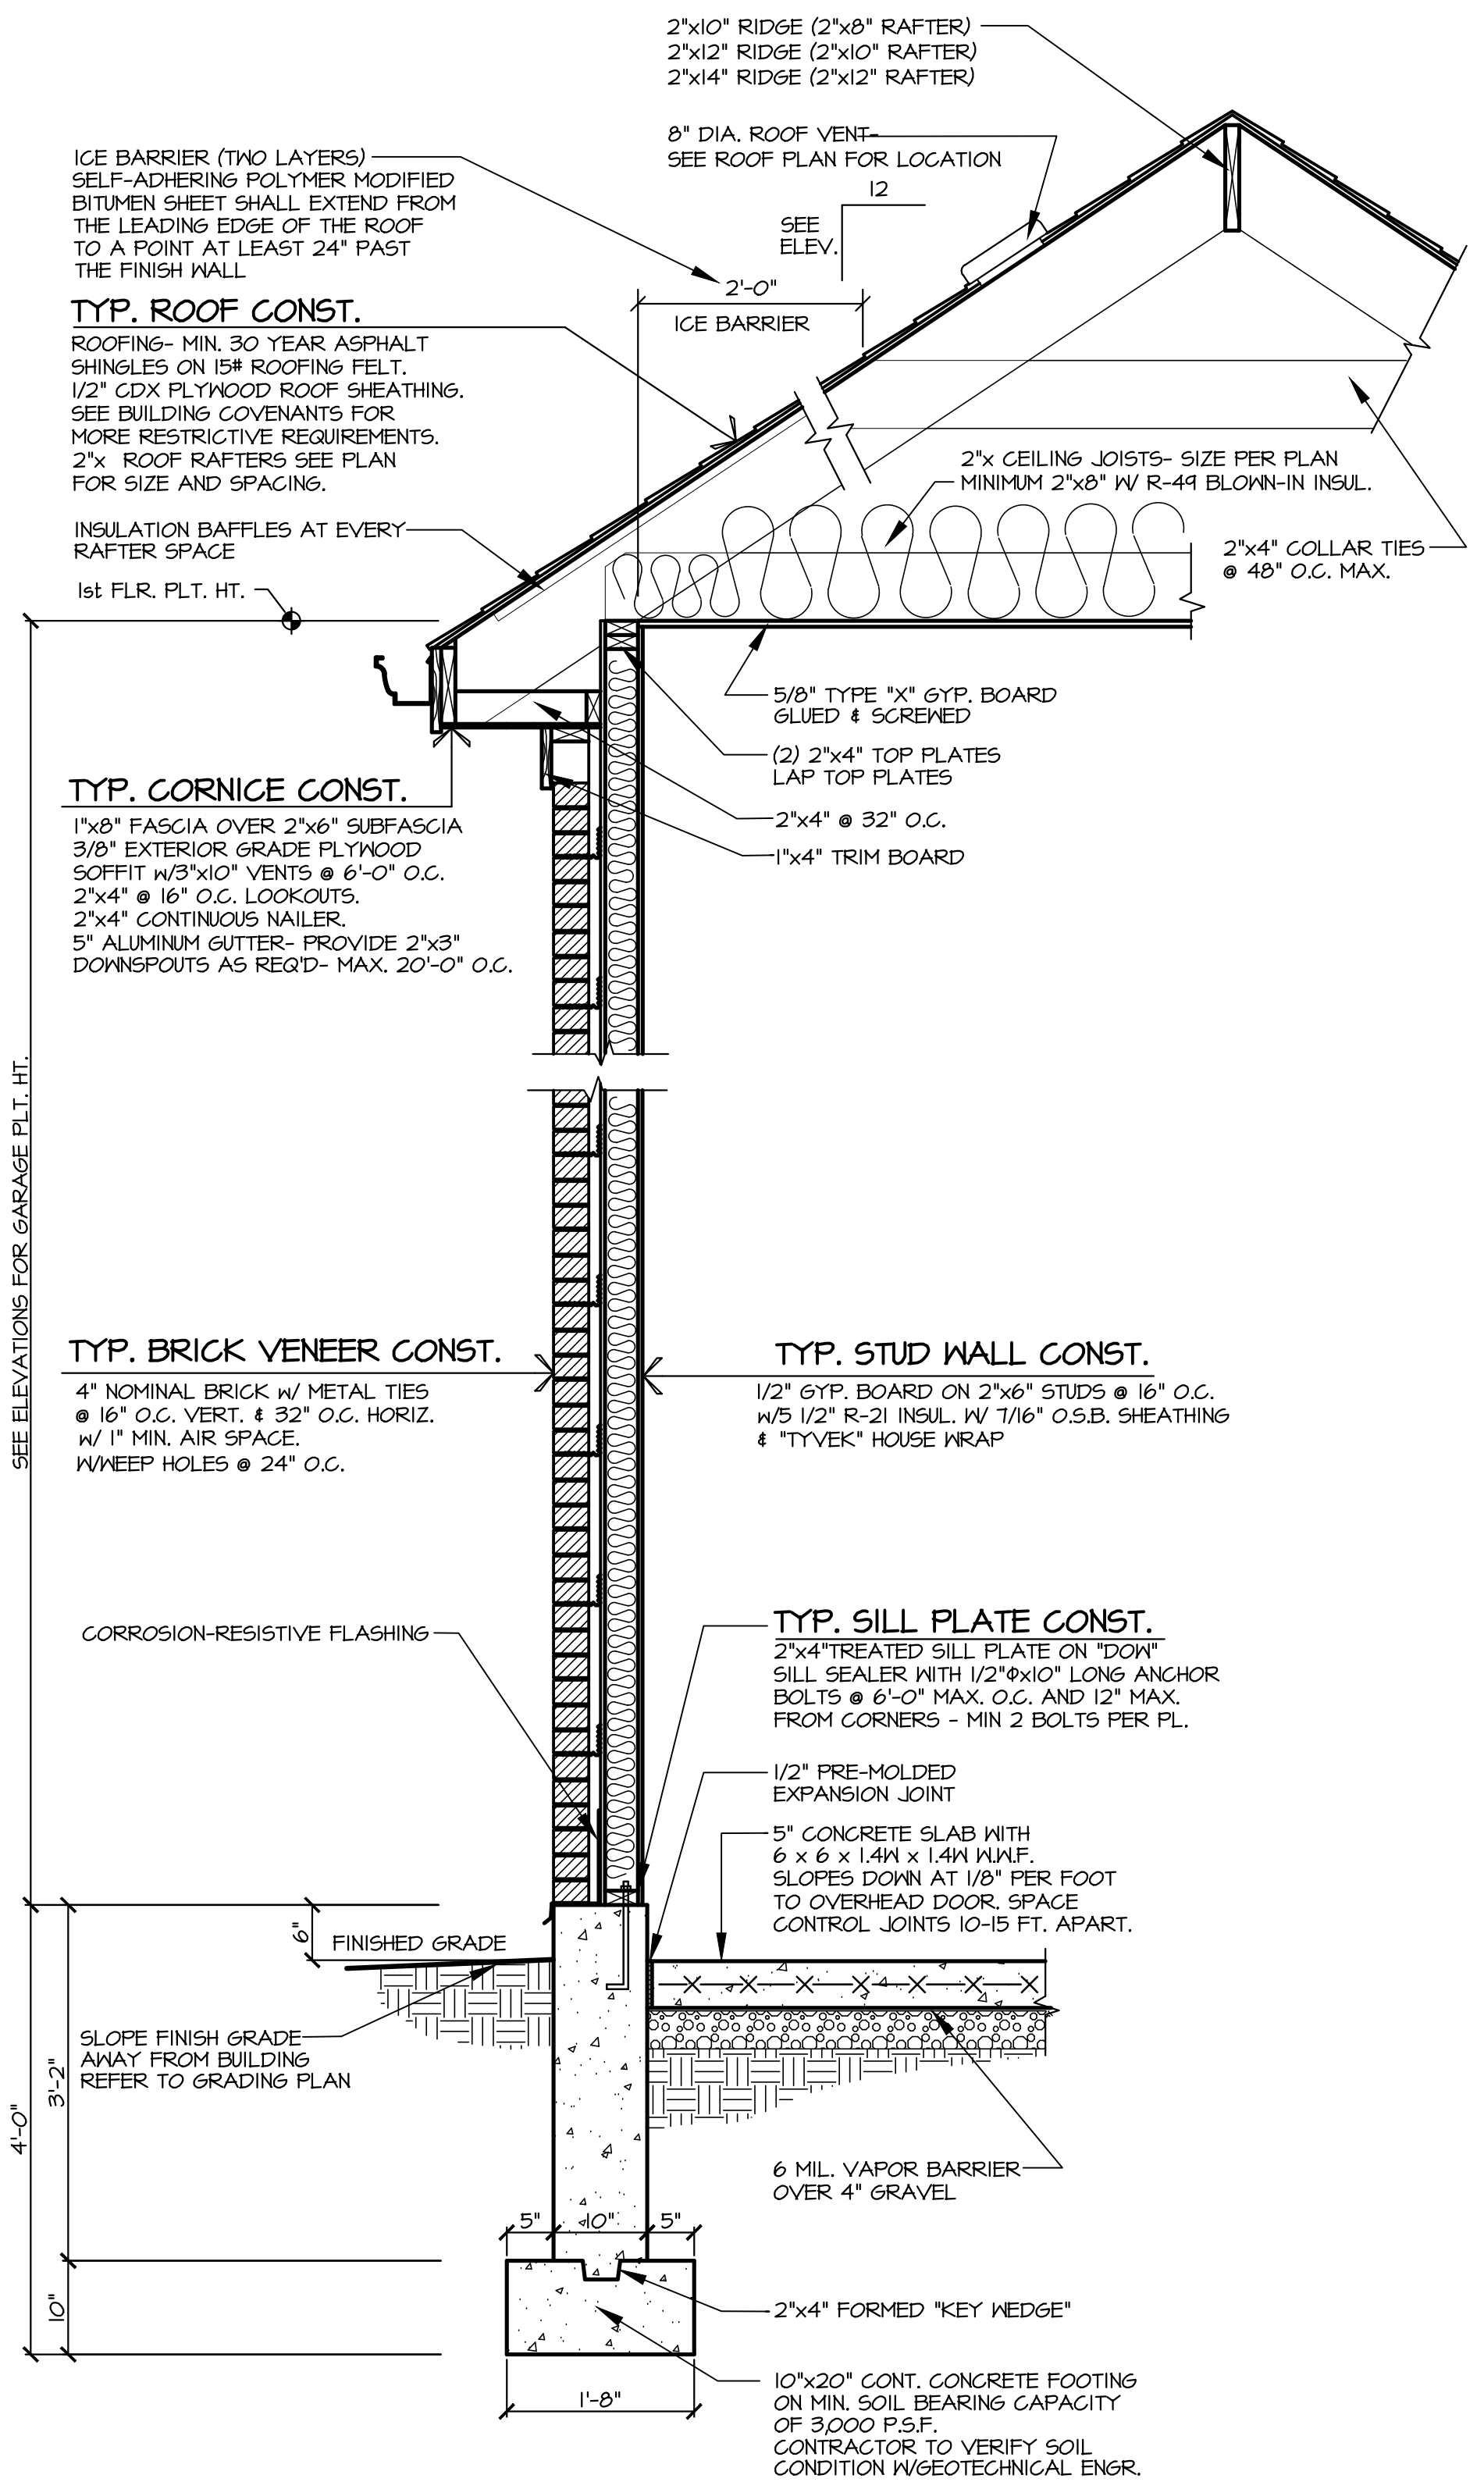 2"x10" RIDGE (2"x8" RAFTER)
2"x12" RIDGE (2"x10" RAFTER)
2"x14" RIDGE (2"x12" RAFTER)
8" DIA. ROOF VENT-
SEE ROOF PLAN FOR LOCATION
12
SEE
ELEV.
ICE BARRIER (TWO LAYERS)
SELF-ADHERING POLYMER MODIFIED
BITUMEN SHEET SHALL EXTEND FROM
THE LEADING EDGE OF THE ROOF
TO A POINT AT LEAST 24" PAST
THE FINISH WALL
2'-0"
ICE BARRIER
TYP. ROOF CONST.
ROOFING- MIN. 30 YEAR ASPHALT
SHINGLES ON 15# ROOFING FELT.
1/2" CDX PLYWOOD ROOF SHEATHING.
SEE BUILDING COVENANTS FOR
MORE RESTRICTIVE REQUIREMENTS.
2"x ROOF RAFTERS SEE PLAN
FOR SIZE AND SPACING.
2"x CEILING JOISTS- SIZE PER PLAN
MINIMUM 2"x8" W/ R-49 BLOWN-IN INSUL.
INSULATION BAFFLES AT EVERY
RAFTER SPACE
2"x4" COLLAR TIES
@ 48" O.C. MAX.
1st FLR. PLT. HT.
5/8" TYPE "X" GYP. BOARD
GLUED & SCREWED
(2) 2"x4" TOP PLATES
LAP TOP PLATES
2"x4" @ 32" O.C.
1"x4" TRIM BOARD
TYP. CORNICE CONST.
1"x8" FASCIA OVER 2"x6" SUBFASCIA
3/8" EXTERIOR GRADE PLYWOOD
SOFFIT w/3"x10" VENTS @ 6'-0" O.C.
2"x4" @ 16" O.C. LOOKOUTS.
2"x4" CONTINUOUS NAILER.
5" ALUMINUM GUTTER- PROVIDE 2"x3"
DOWNSPOUTS AS REQ'D- MAX. 20'-0" O.C.
SEE ELEVATIONS FOR GARAGE PLT. HT.
TYP. BRICK VENEER CONST.
4" NOMINAL BRICK w/ METAL TIES
@ 16" O.C. VERT. & 32" O.C. HORIZ.
w/ 1" MIN. AIR SPACE.
W/WEEP HOLES @ 24" O.C.
TYP. STUD WALL CONST.
1/2" GYP. BOARD ON 2"x6" STUDS @ 16" O.C.
w/5 1/2" R-21 INSUL. W/ 7/16" O.S.B. SHEATHING
& "TYVEK" HOUSE WRAP
CORROSION-RESISTIVE FLASHING
TYP. SILL PLATE CONST.
2"x4"TREATED SILL PLATE ON "DOW"
SILL SEALER WITH 1/2"Φx10" LONG ANCHOR
BOLTS @ 6'-0" MAX. O.C. AND 12" MAX.
FROM CORNERS - MIN 2 BOLTS PER PL.
1/2" PRE-MOLDED
EXPANSION JOINT
5" CONCRETE SLAB WITH
6 x 6 x 1.4W x 1.4W W.W.F.
SLOPES DOWN AT 1/8" PER FOOT
TO OVERHEAD DOOR. SPACE
CONTROL JOINTS 10-15 FT. APART.
6"
FINISHED GRADE
SLOPE FINISH GRADE
AWAY FROM BUILDING
REFER TO GRADING PLAN
3'-2"
4'-0"
6 MIL. VAPOR BARRIER
OVER 4" GRAVEL
5"
10"
5"
10"
2"x4" FORMED "KEY WEDGE"
1'-8"
10"x20" CONT. CONCRETE FOOTING
ON MIN. SOIL BEARING CAPACITY
OF 3,000 P.S.F.
CONTRACTOR TO VERIFY SOIL
CONDITION W/GEOTECHNICAL ENGR.